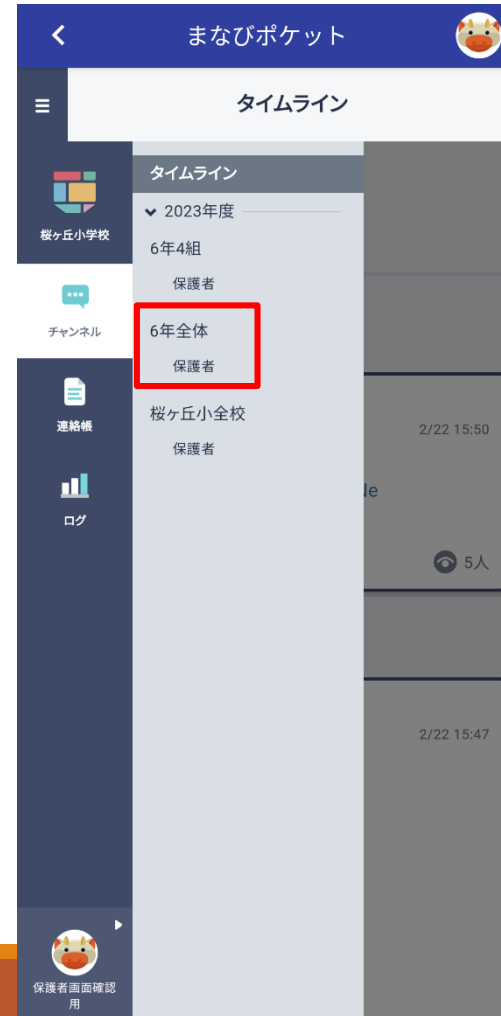 まなびポケット
タイムライン
桜ヶ丘小学校
チャンネル
連絡帳
ログ
保護者画面確認
用
タイムライン
2023年度
6年4組
保護者
6年全体
保護者
桜ヶ丘小全校
保護者
2/22 15:50
le
5人
2/22 15:47